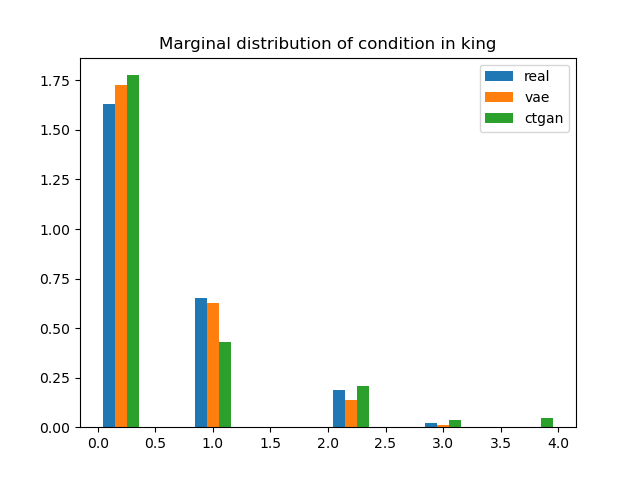 Marginal distribution of condition in king
real
vae
ctgan
1.75
1.50
1.25
1.00
0.75
0.50
0.25
0.00
0.0 0.5 1.0 1.5 2.0 2.5 3.0 3.5 4.0